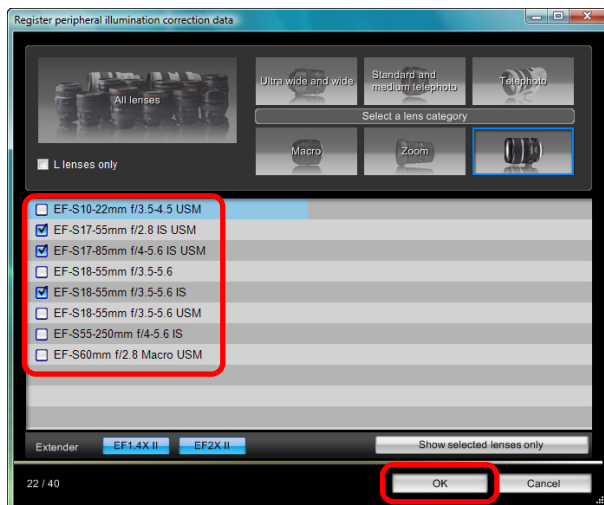 Register peripheral illumination correction data
All lenses
Ultra wide and wide
Standard and
medium telephoto
Telephoto
Select a lens category
Macro
Zoom
L lenses only
EF-S10-22mm f/3.5-4.5 USM
EF-S17-55mm f/2.8 IS USM
EF-S17-85mm f/4-5.6 IS USM
EF-S18-55mm f/3.5-5.6
EF-S18-55mm f/3.5-5.6 IS
EF-S18-55mm f/3.5-5.6 USM
EF-S55-250mm f/4-5.6 IS
EF-S60mm f/2.8 Macro USM
Extender EF1.4X II EF2X II Show selected lenses only
22 / 40 OK Cancel